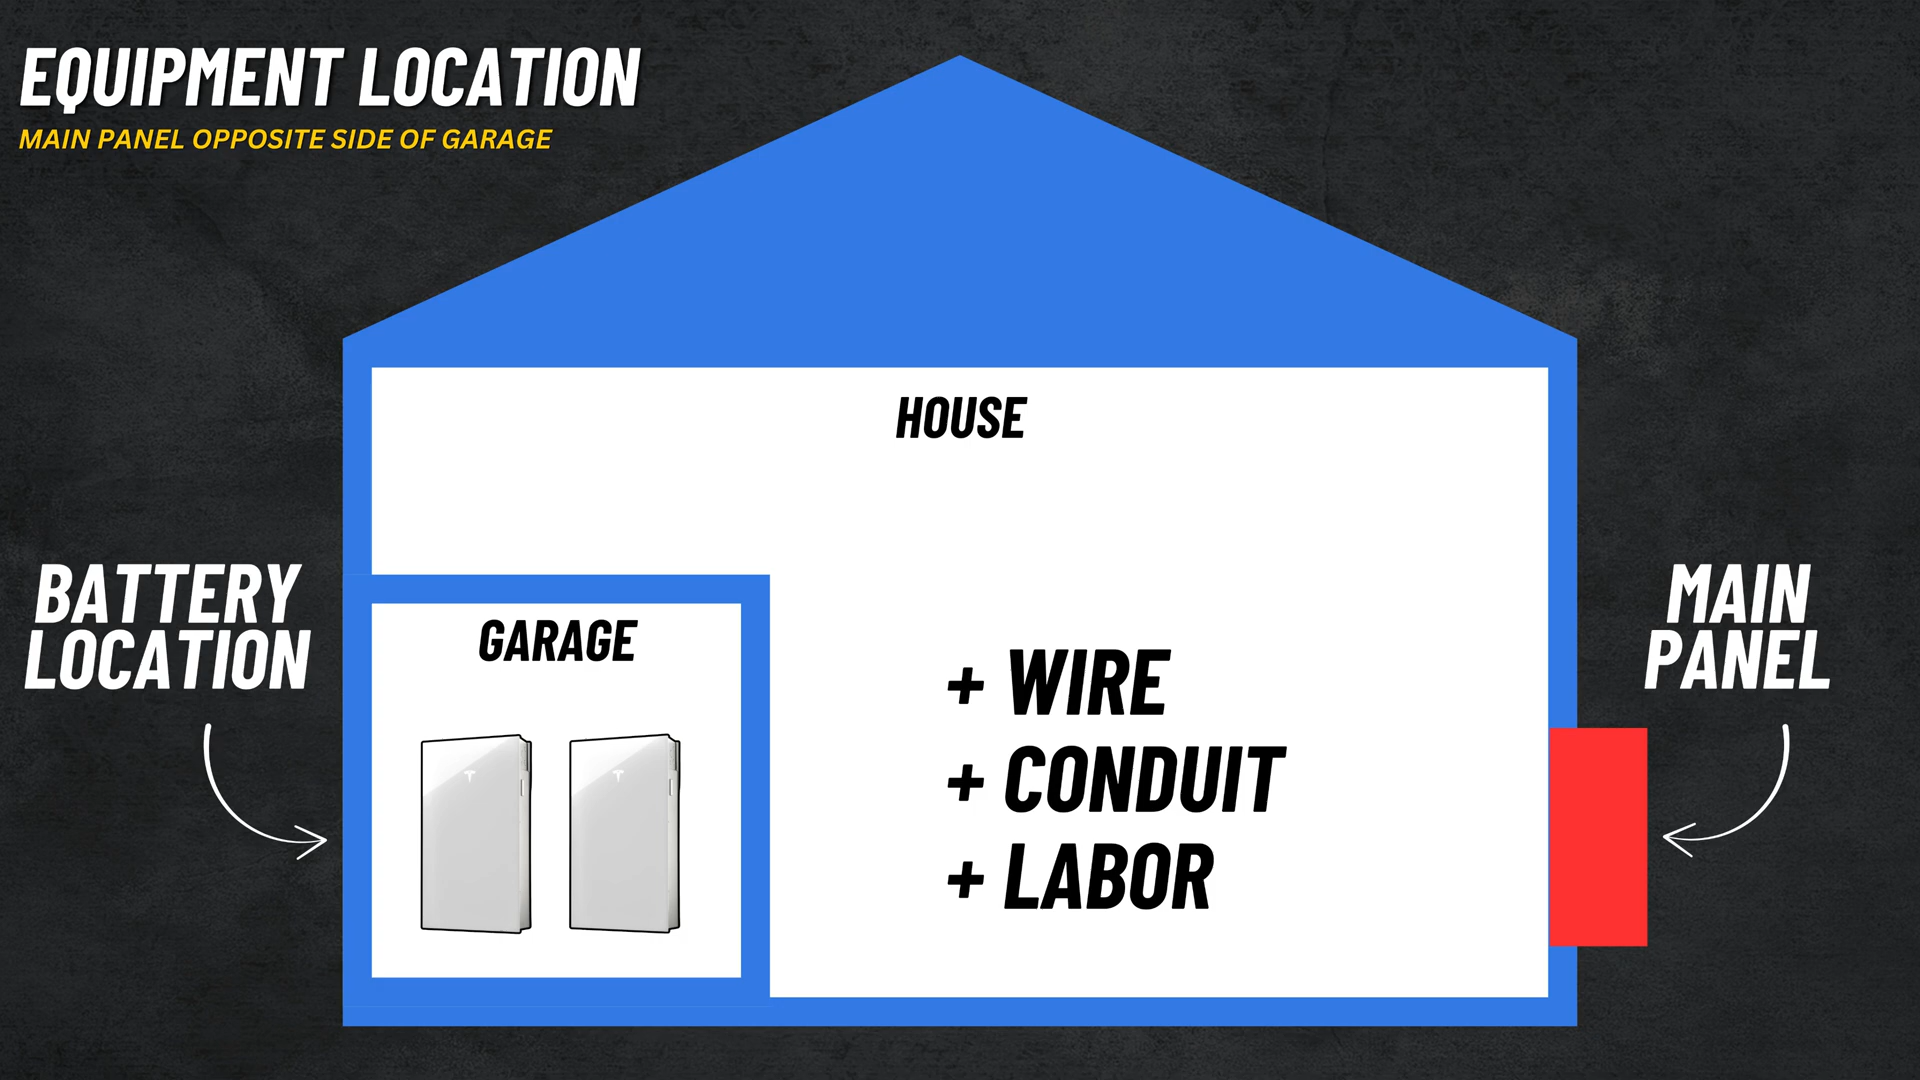 EQUIPMENT LOCATION
MAIN PANEL OPPOSITE SIDE OF GARAGE
HOUSE
BATTERY
LOCATION
GARAGE
+ WIRE
+ CONDUIT
+ LABOR
MAIN
PANEL